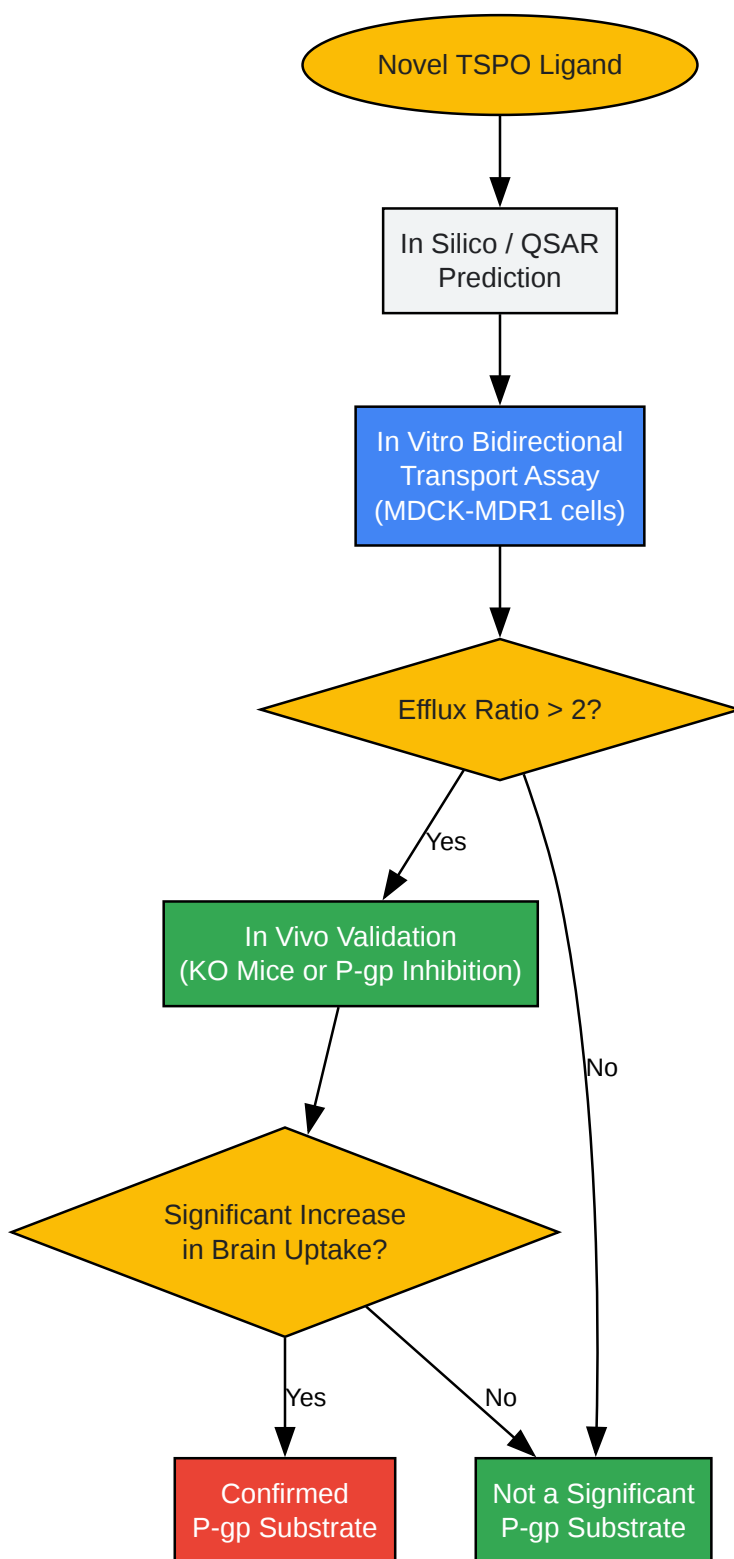 Novel TSPO Ligand
In Silico / QSAR
Prediction
In Vitro Bidirectional
Transport Assay
(MDCK-MDR1 cells)
Efflux Ratio > 2?
Yes
In Vivo Validation
(KO Mice or P-gp Inhibition)
No
Significant Increase
in Brain Uptake?
Yes
No
Confirmed
P-gp Substrate
Not a Significant
P-gp Substrate